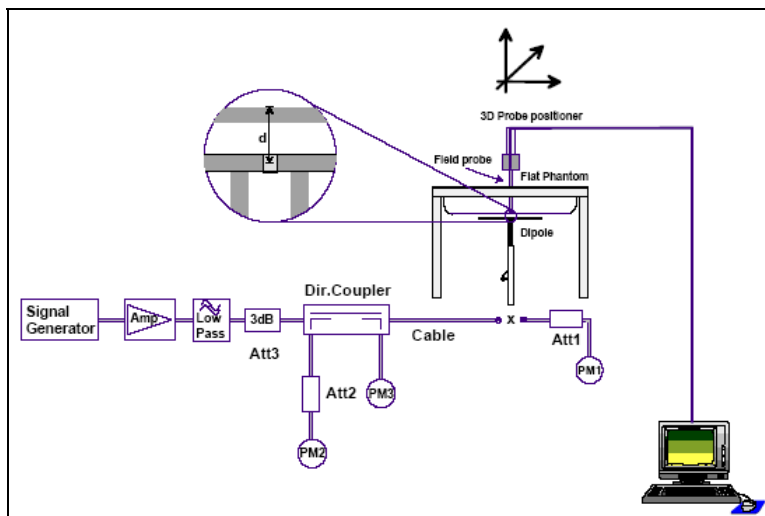 d
3D Probe positioner
Field probe
Flat Phantom
Dipole
Signal
Generator
Amp
Low
Pass
3dB
Att3
Dir.Coupler
Cable
x
Att1
PM1
Att2
PM3
PM2